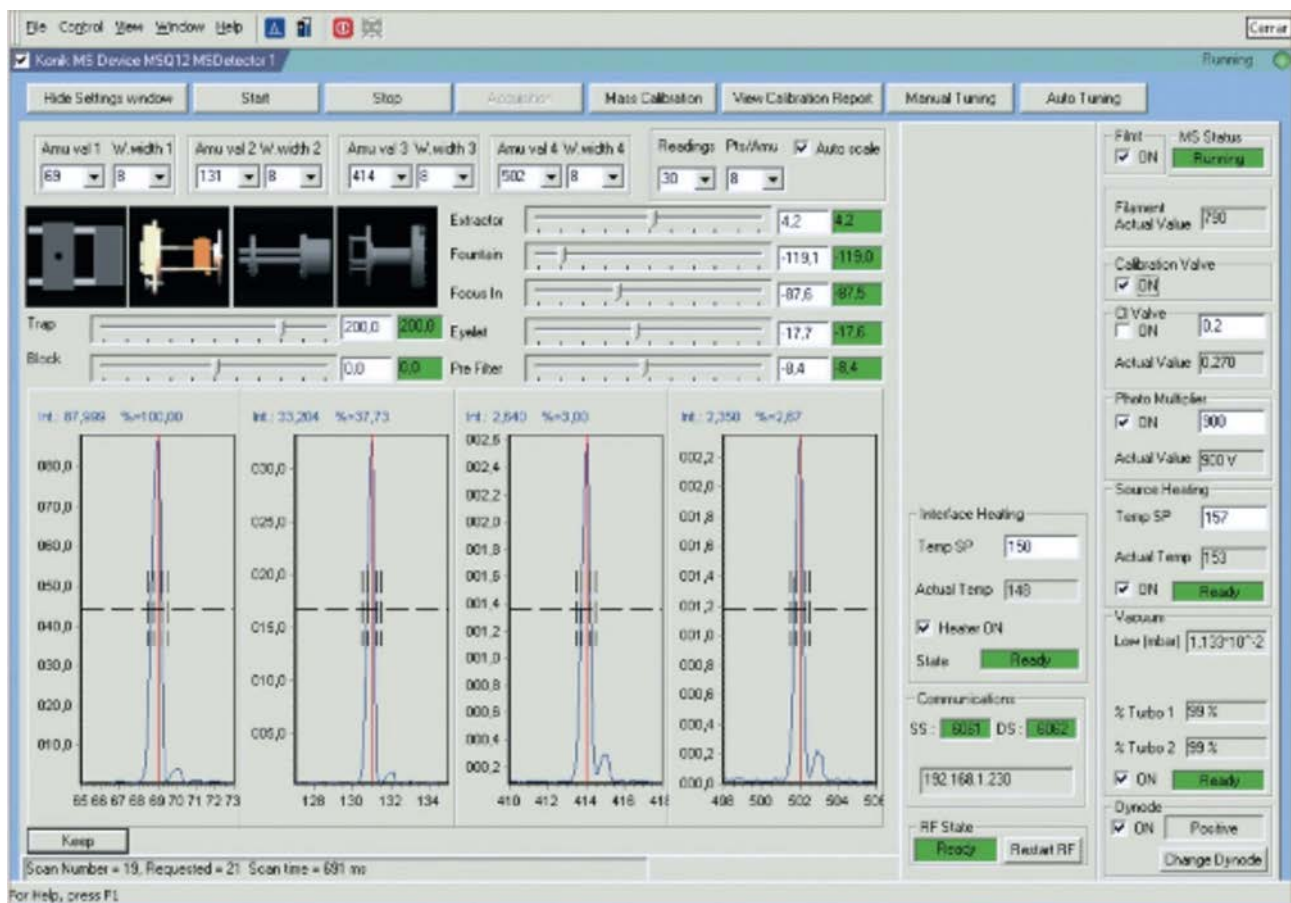 File Control View Window Help
Cerrar
Konik MS Device MSQ12 MSDetector 1 Running
Hide Settings window Start Stop Acquisition Mass Calibration View Calibration Report Manual Tuning Auto Tuning
Amu val 1 W.width 1 Amu val 2 W.width 2 Amu val 3 W.width 3 Amu val 4 W.width 4 Readings Pts/Amu Auto scale
69 8 131 8 414 8 502 8 30 8
Extractor 4,2 4,2
Fountain -119,1 -119,0
Focus In -87,6 -87,5
Trap 200,0 200,0 Eyelet -17,7 -17,6
Block 0,0 0,0 Pre Filter -8,4 -8,4
Int.: 87,999 %=100,00 Int.: 33,204 %=37,73 Int.: 2,640 %=3,00 Int.: 2,350 %=2,67
080,0
070,0
060,0
050,0
040,0
030,0
020,0
010,0
65 66 67 68 69 70 71 72 73
030,0
025,0
020,0
015,0
010,0
005,0
128 130 132 134
002,6
002,4
002,2
002,0
001,8
001,6
001,4
001,2
001,0
000,8
000,6
000,4
000,2
410 412 414 416 418
002,2
002,0
001,8
001,6
001,4
001,2
001,0
000,8
000,6
000,4
000,2
000,0
498 500 502 504 506
Keep
Scan Number = 19, Requested = 21 Scan time = 691 ms
For Help, press F1
Interface Heating
Temp SP 150
Actual Temp 148
Heater ON
State Ready
Communications
SS : 6061 DS : 6062
192.168.1.230
RF State
Ready Restart RF
Filmt MS Status
ON Running
Filament
Actual Value 790
Calibration Valve
ON
CI Valve
ON 0.2
Actual Value 0.270
Photo Multiplier
ON 900
Actual Value 900 V
Source Heating
Temp SP 157
Actual Temp 153
ON Ready
Vacuum
Low (mbar) 1.133*10^-2
% Turbo 1 99 %
% Turbo 2 99 %
ON Ready
Dynode
ON Positive
Change Dynode